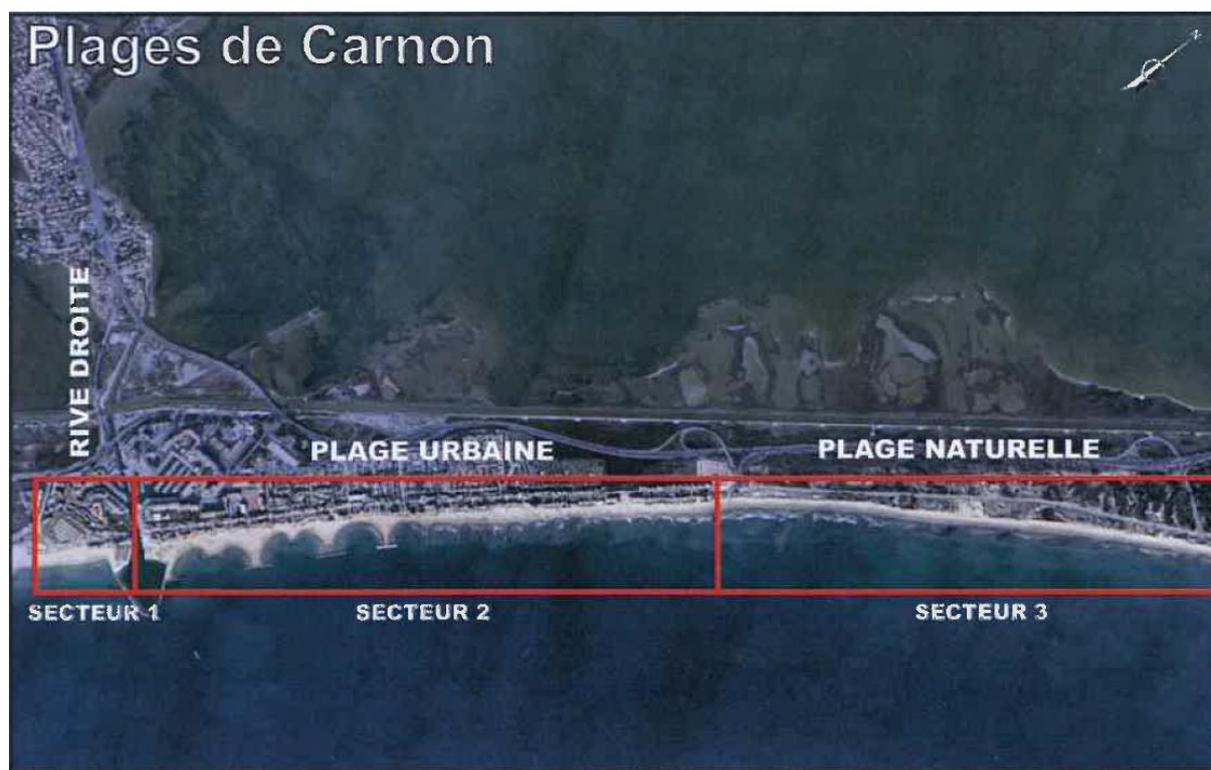 Plages de Carnon
N
RIVE DROITE
PLAGE URBAINE
PLAGE NATURELLE
SECTEUR 1
SECTEUR 2
SECTEUR 3